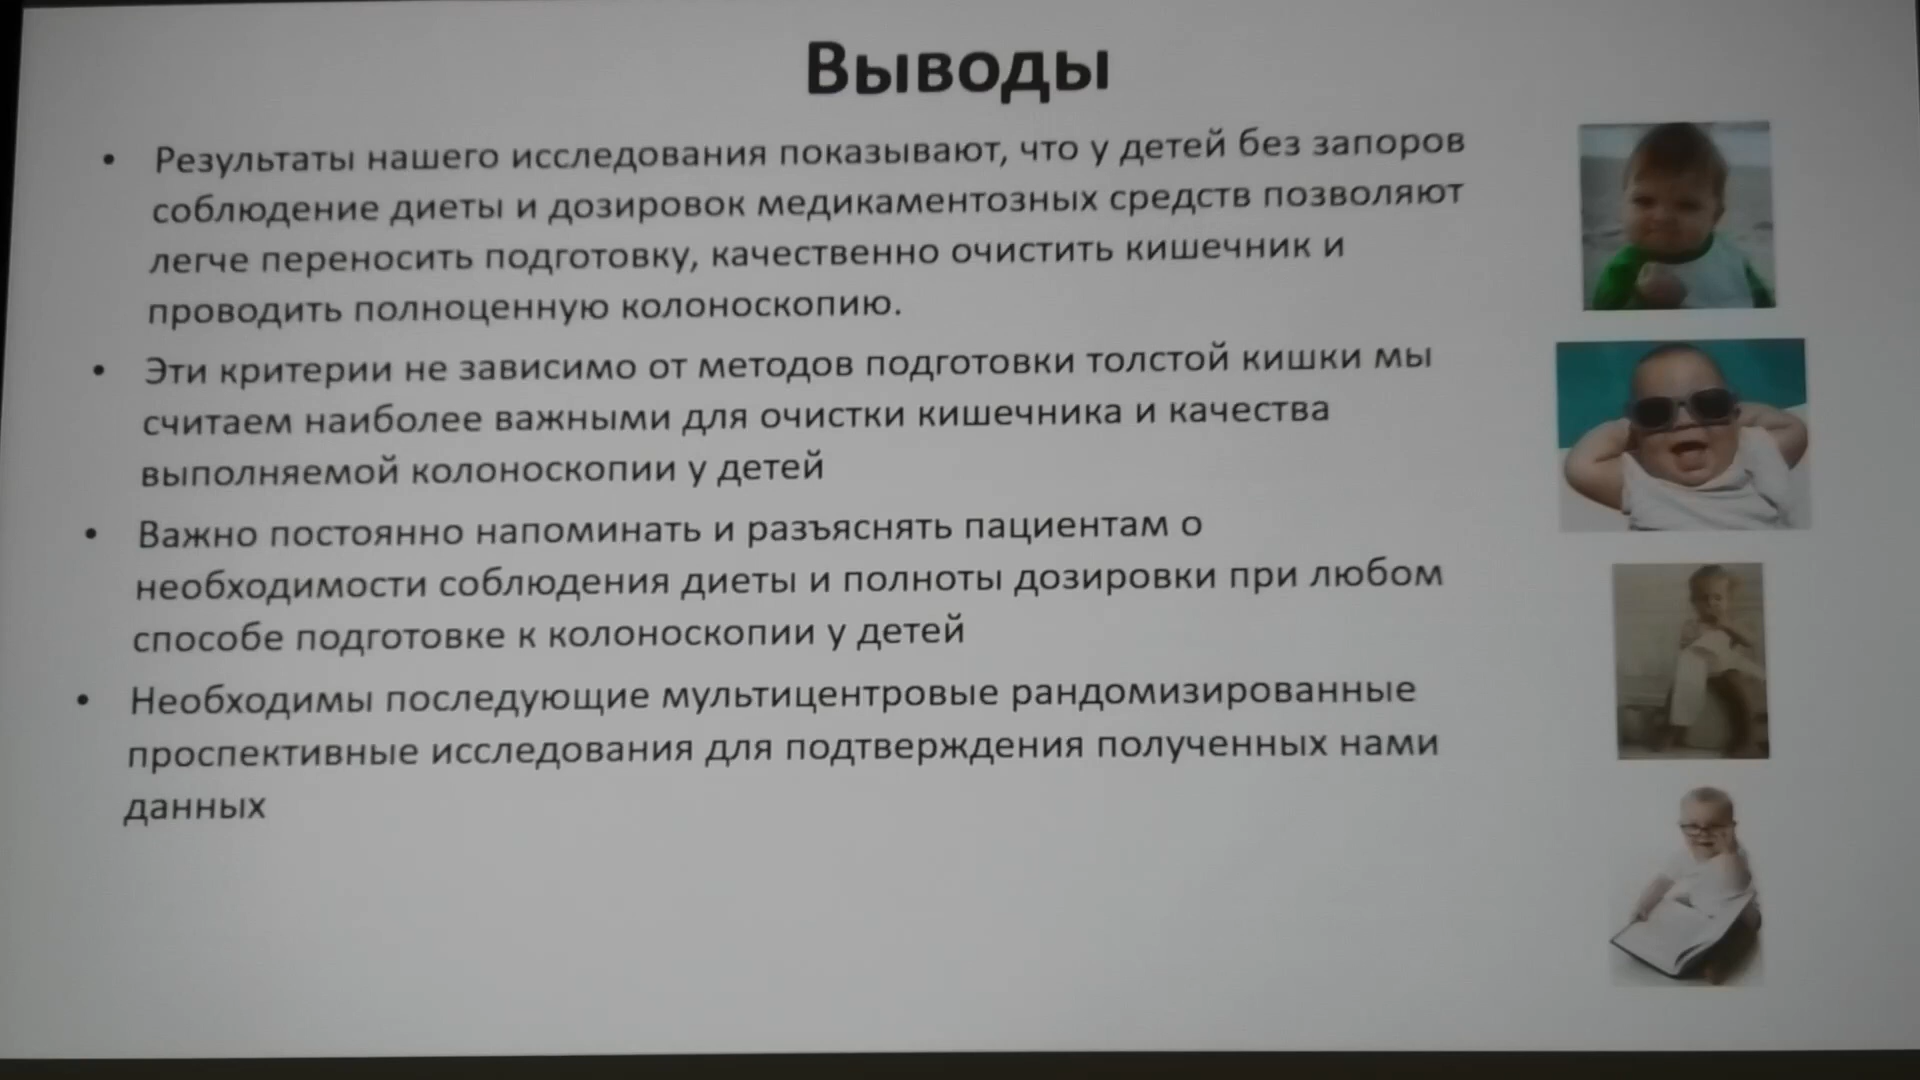 Выводы
• Результаты нашего исследования показывают, что у детей без запоров
соблюдение диеты и дозировок медикаментозных средств позволяют
легче переносить подготовку, качественно очистить кишечник и
проводить полноценную колоноскопию.
• Эти критерии не зависимо от методов подготовки толстой кишки мы
считаем наиболее важными для очистки кишечника и качества
выполняемой колоноскопии у детей
• Важно постоянно напоминать и разъяснять пациентам о
необходимости соблюдения диеты и полноты дозировки при любом
способе подготовке к колоноскопии у детей
• Необходимы последующие мультицентровые рандомизированные
проспективные исследования для подтверждения полученных нами
данных